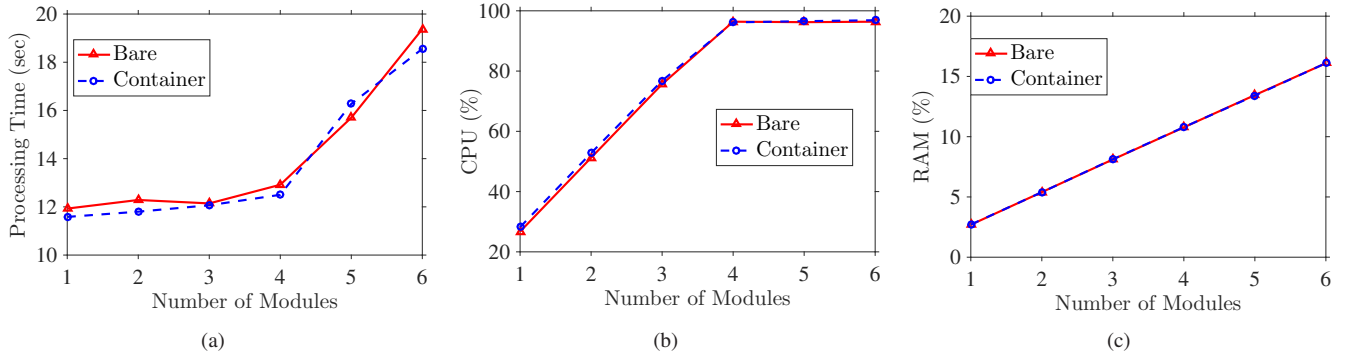 Processing Time (sec)
20
18
16
14
12
10
Bare
Container
1 2 3 4 5 6
Number of Modules
(a)
CPU (%)
100
80
60
40
20
Bare
Container
1 2 3 4 5 6
Number of Modules
(b)
RAM (%)
20
15
10
5
0
Bare
Container
1 2 3 4 5 6
Number of Modules
(c)